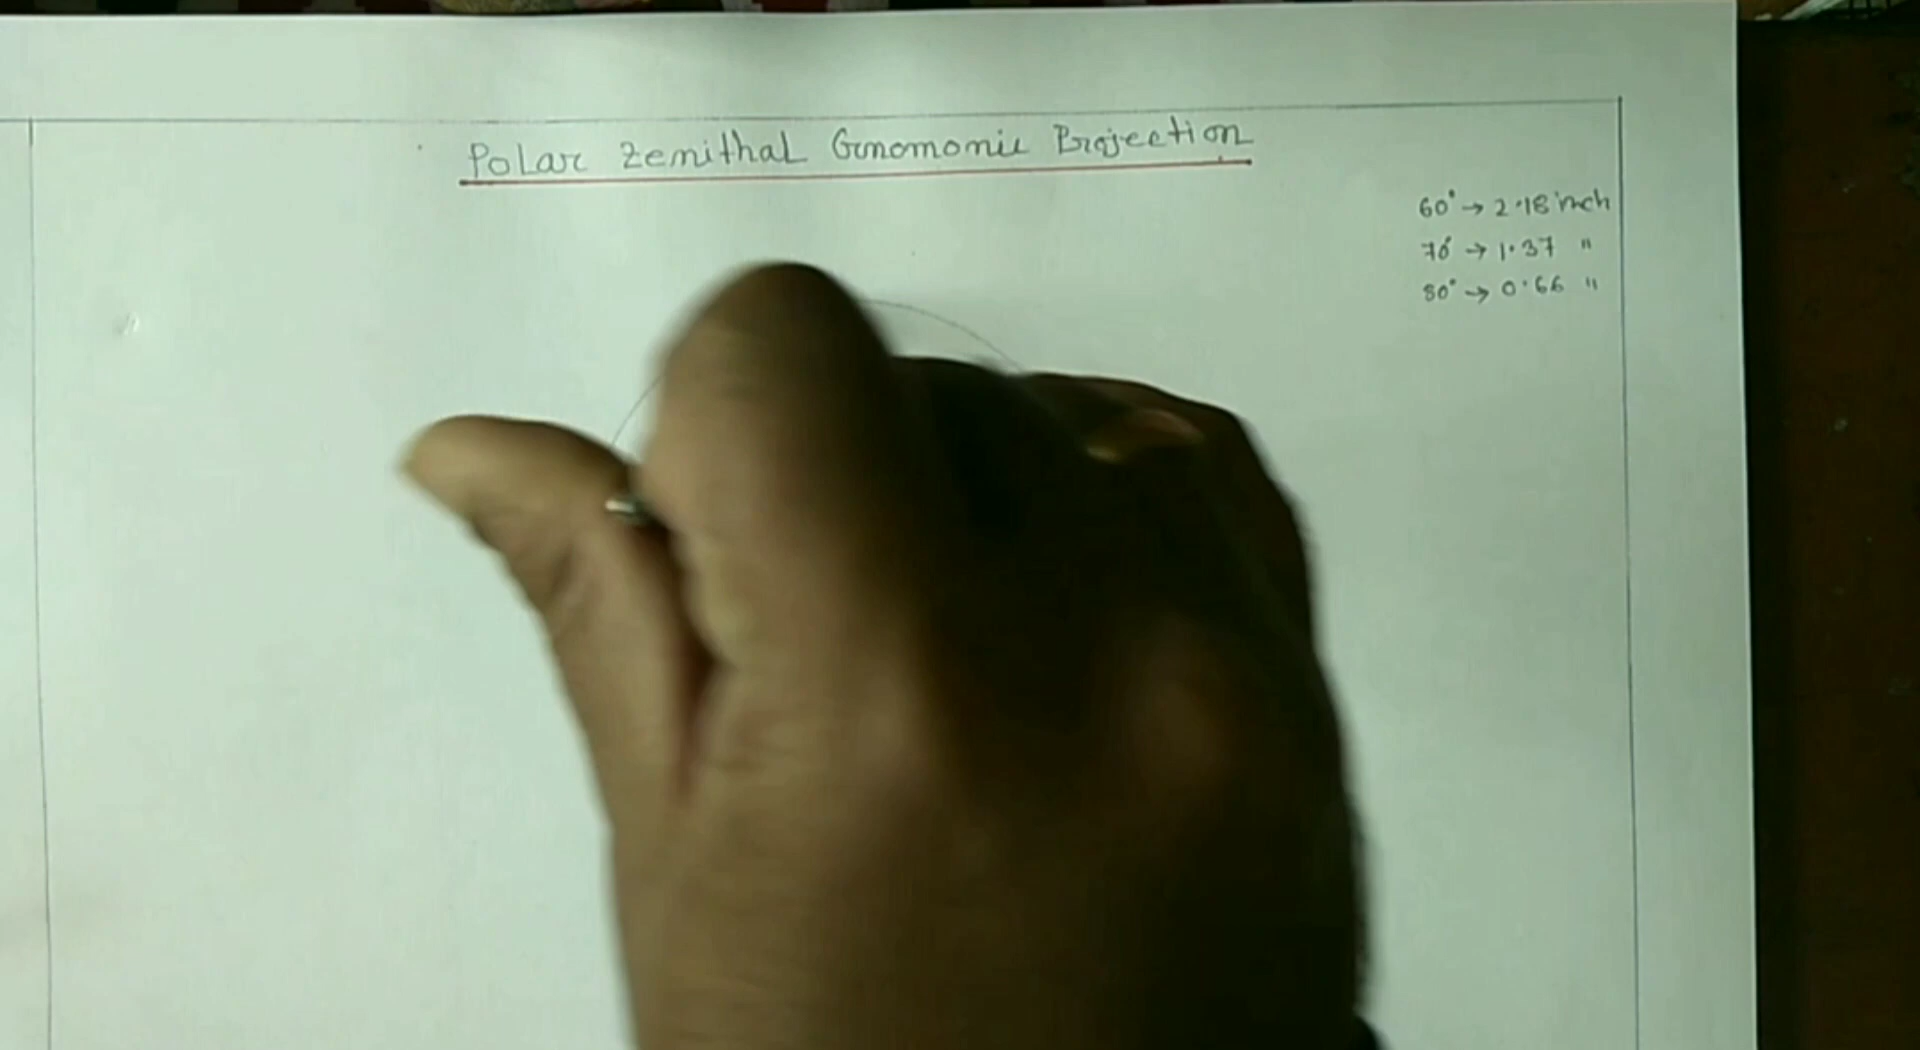 Polar Zenithal Gnomonic Projection
60° → 2.18 inch
70° → 1.37 "
80° → 0.66 "